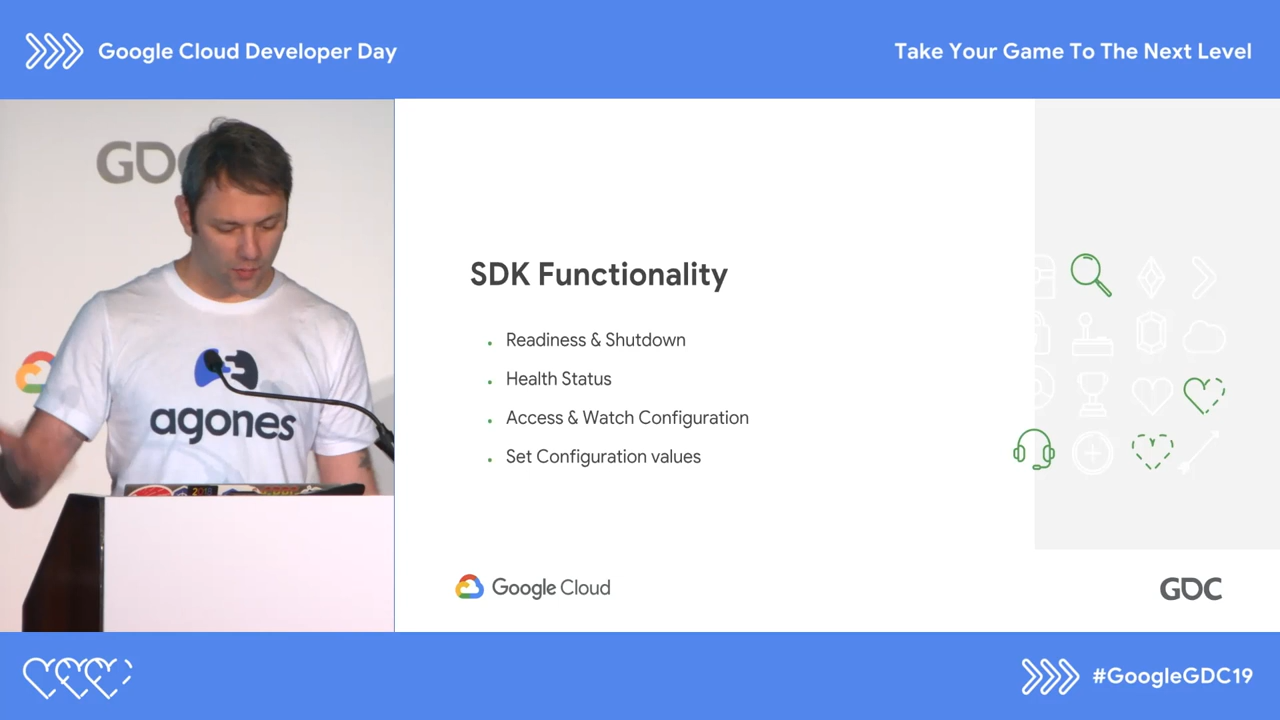 Google Cloud Developer Day
Take Your Game To The Next Level
GDC
agones
SDK Functionality
Readiness & Shutdown
Health Status
Access & Watch Configuration
Set Configuration values
Google Cloud
GDC
#GoogleGDC19